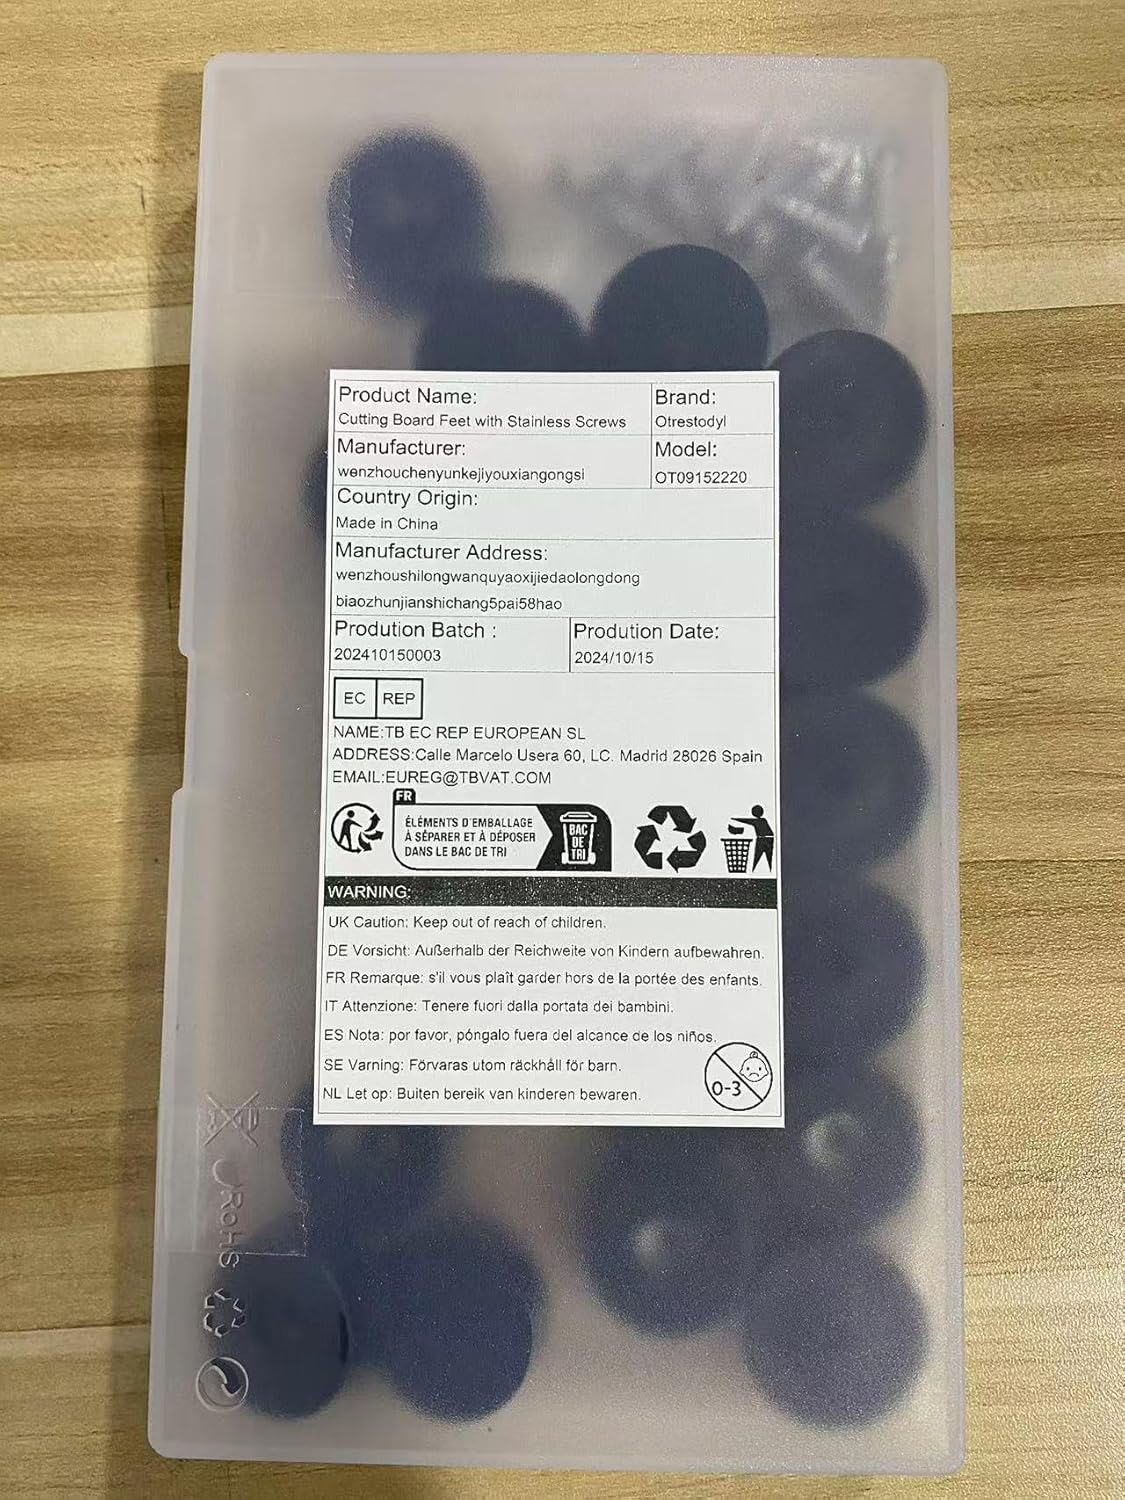 Product Name:
Cutting Board Feet with Stainless Screws
Brand:
Otrestodyl
Manufacturer:
wenzhouchenyunkejiyouxiangongsi
Model:
OT09152220
Country Origin:
Made in China
Manufacturer Address:
wenzhoushilongwanquyaoxijiedaolongdong
biaozhunjianshichang5pai58hao
Prodution Batch :
202410150003
Prodution Date:
2024/10/15
EC REP
NAME:TB EC REP EUROPEAN SL
ADDRESS:Calle Marcelo Usera 60, LC. Madrid 28026 Spain
EMAIL:EUREG@TBVAT.COM
FR
ÉLÉMENTS D'EMBALLAGE
À SÉPARER ET À DÉPOSER
DANS LE BAC DE TRI
BAC
DE
TRI
WARNING:
UK Caution: Keep out of reach of children.
DE Vorsicht: Außerhalb der Reichweite von Kindern aufbewahren.
FR Remarque: s'il vous plaît garder hors de la portée des enfants.
IT Attenzione: Tenere fuori dalla portata dei bambini.
ES Nota: por favor, póngalo fuera del alcance de los niños.
SE Varning: Förvaras utom räckhåll för barn.
NL Let op: Buiten bereik van kinderen bewaren.
0-3
RoHS